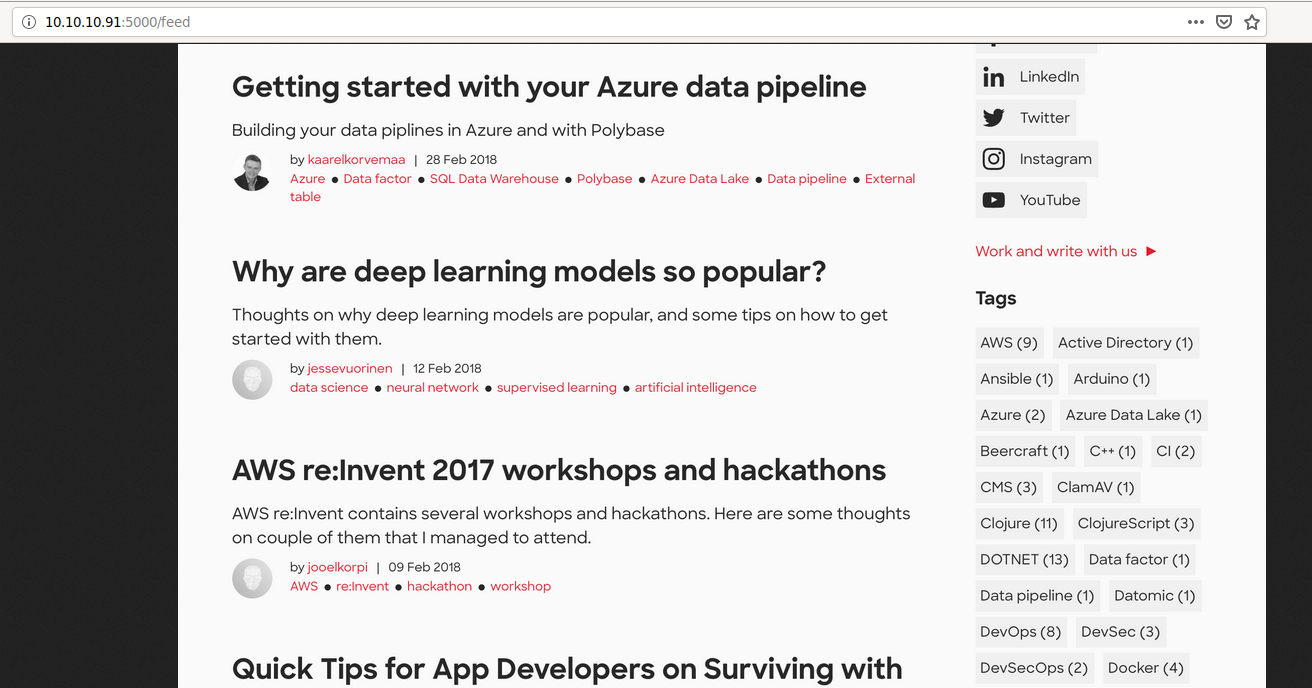 10.10.10.91:5000/feed
Getting started with your Azure data pipeline
Building your data piplines in Azure and with Polybase
by kaarelkorvemaa | 28 Feb 2018
Azure ● Data factor ● SQL Data Warehouse ● Polybase ● Azure Data Lake ● Data pipeline ● External
table
Why are deep learning models so popular?
Thoughts on why deep learning models are popular, and some tips on how to get
started with them.
by jessevuorinen | 12 Feb 2018
data science ● neural network ● supervised learning ● artificial intelligence
AWS re:Invent 2017 workshops and hackathons
AWS re:Invent contains several workshops and hackathons. Here are some thoughts
on couple of them that I managed to attend.
by jooelkorpi | 09 Feb 2018
AWS ● re:Invent ● hackathon ● workshop
Quick Tips for App Developers on Surviving with
LinkedIn
Twitter
Instagram
YouTube
Work and write with us ►
Tags
AWS (9) Active Directory (1)
Ansible (1) Arduino (1)
Azure (2) Azure Data Lake (1)
Beercraft (1) C++ (1) CI (2)
CMS (3) ClamAV (1)
Clojure (11) ClojureScript (3)
DOTNET (13) Data factor (1)
Data pipeline (1) Datomic (1)
DevOps (8) DevSec (3)
DevSecOps (2) Docker (4)